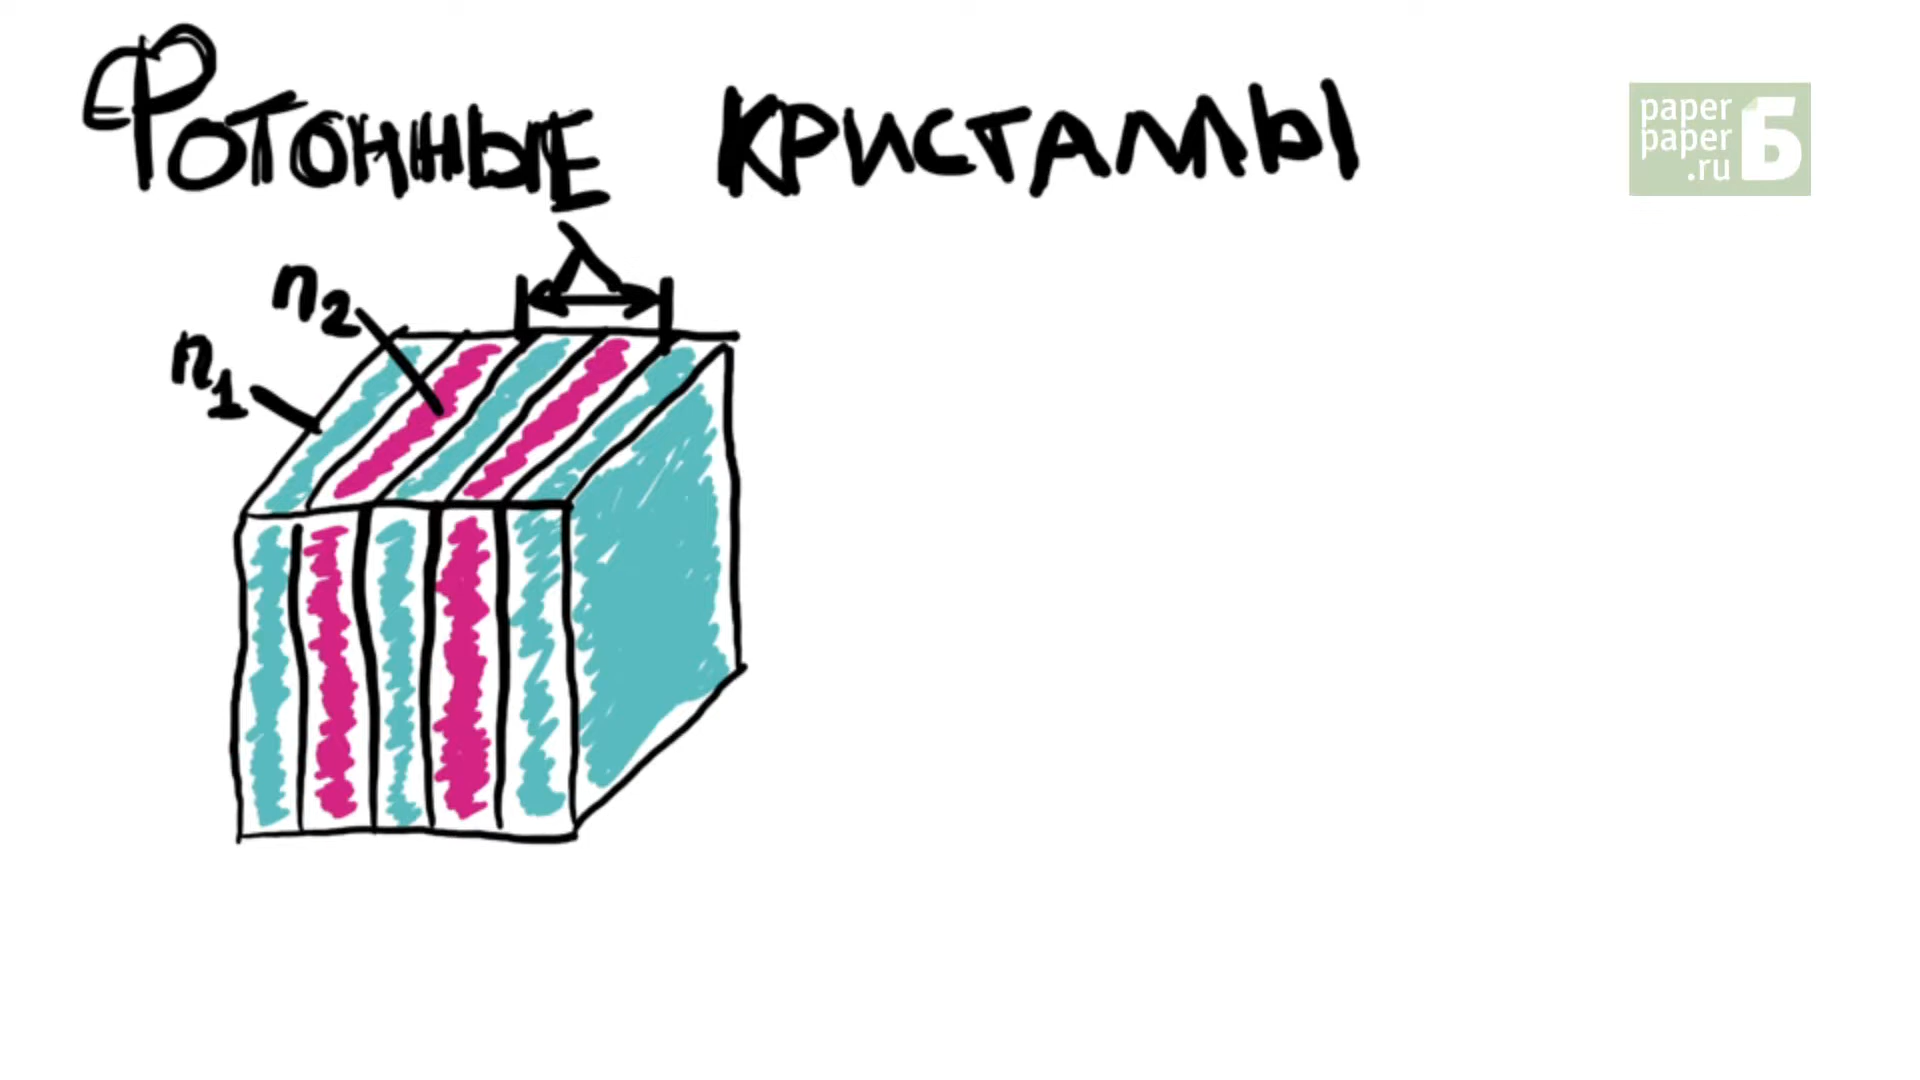 Фотонные кристаллы
paper
paper
.ru Б
λ
n2
n1